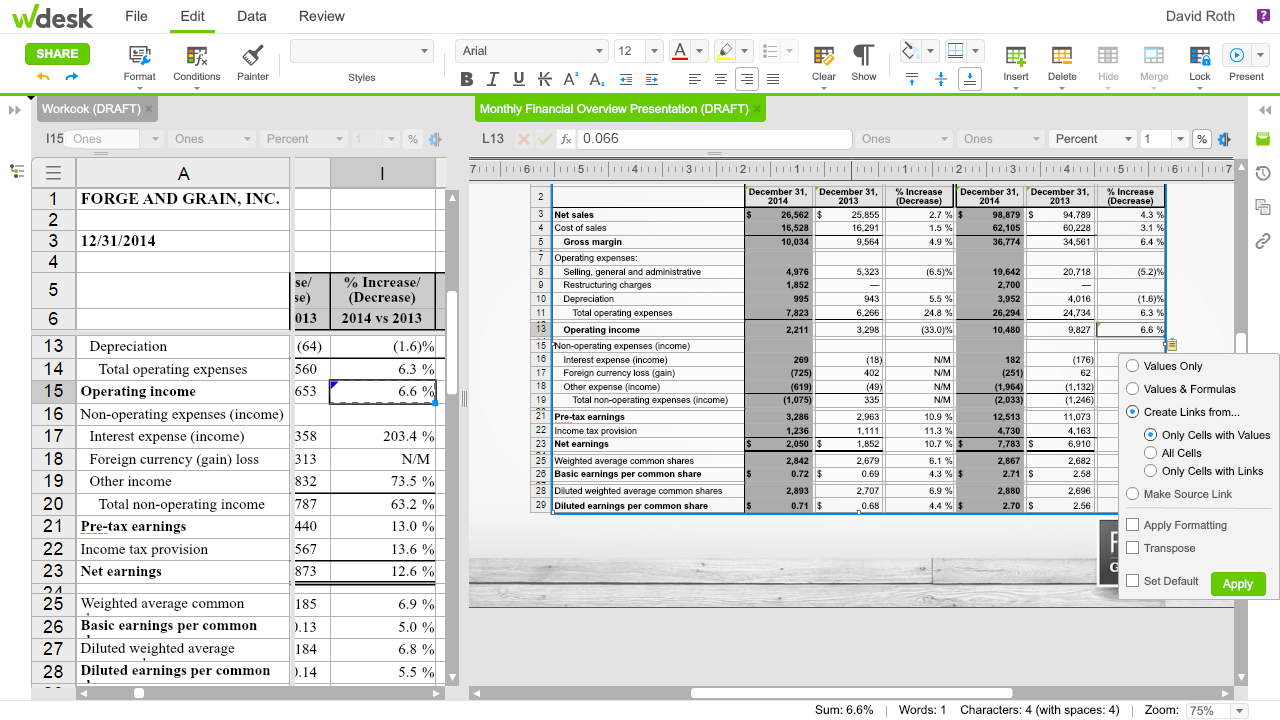 wdesk File Edit Data Review David Roth ?
SHARE Arial 12
Format Conditions Painter Styles Clear Show Insert Delete Hide Merge Lock Present
Workook (DRAFT) × Monthly Financial Overview Presentation (DRAFT) ×
I15 Ones Ones Percent 1 % L13 fx 0.066 Ones Ones Percent 1 %
A I
1 FORGE AND GRAIN, INC.
2
3 12/31/2014
4
5 se/ se) % Increase/ (Decrease)
6 013 2014 vs 2013
13 Depreciation (64) (1.6)%
14 Total operating expenses 560 6.3 %
15 Operating income 653 6.6 %
16 Non-operating expenses (income)
17 Interest expense (income) 358 203.4 %
18 Foreign currency (gain) loss 313 N/M
19 Other income 832 73.5 %
20 Total non-operating income 787 63.2 %
21 Pre-tax earnings 440 13.0 %
22 Income tax provision 567 13.6 %
23 Net earnings 873 12.6 %
24
25 Weighted average common 185 6.9 %
26 Basic earnings per common 0.13 5.0 %
27 Diluted weighted average 184 6.8 %
28 Diluted earnings per common 0.14 5.5 %
7 6 5 4 3 2 1 1 2 3 4 5 6 1 2 3 4 5 6 7
2 December 31, 2014 December 31, 2013 % Increase (Decrease) December 31, 2014 December 31, 2013 % Increase (Decrease)
3 Net sales $ 26,562 $ 25,855 2.7 % $ 98,879 $ 94,789 4.3 %
4 Cost of sales 16,528 16,291 1.5 % 62,105 60,228 3.1 %
5 Gross margin 10,034 9,564 4.9 % 36,774 34,561 6.4 %
7 Operating expenses:
8 Selling, general and administrative 4,976 5,323 (6.5)% 19,642 20,718 (5.2)%
9 Restructuring charges 1,852 — 2,700 —
10 Depreciation 995 943 5.5 % 3,952 4,016 (1.6)%
11 Total operating expenses 7,823 6,266 24.8 % 26,294 24,734 6.3 %
13 Operating income 2,211 3,298 (33.0)% 10,480 9,827 6.6 %
15 Non-operating expenses (income)
16 Interest expense (income) 269 (18) N/M 182 (176)
17 Foreign currency loss (gain) (725) 402 N/M (251) 62
18 Other expense (income) (619) (49) N/M (1,964) (1,132)
19 Total non-operating expenses (income) (1,075) 335 N/M (2,033) (1,246)
21 Pre-tax earnings 3,286 2,963 10.9 % 12,513 11,073
22 Income tax provision 1,236 1,111 11.3 % 4,730 4,163
23 Net earnings $ 2,050 $ 1,852 10.7 % $ 7,783 $ 6,910
25 Weighted average common shares 2,842 2,679 6.1 % 2,867 2,682
26 Basic earnings per common share $ 0.72 $ 0.69 4.3 % $ 2.71 $ 2.58
28 Diluted weighted average common shares 2,893 2,707 6.9 % 2,880 2,696
29 Diluted earnings per common share $ 0.71 $ 0.68 4.4 % $ 2.70 $ 2.56
Values Only
Values & Formulas
Create Links from...
Only Cells with Values
All Cells
Only Cells with Links
Make Source Link
Apply Formatting
Transpose
Set Default Apply
Sum: 6.6% Words: 1 Characters: 4 (with spaces: 4) Zoom: 75%